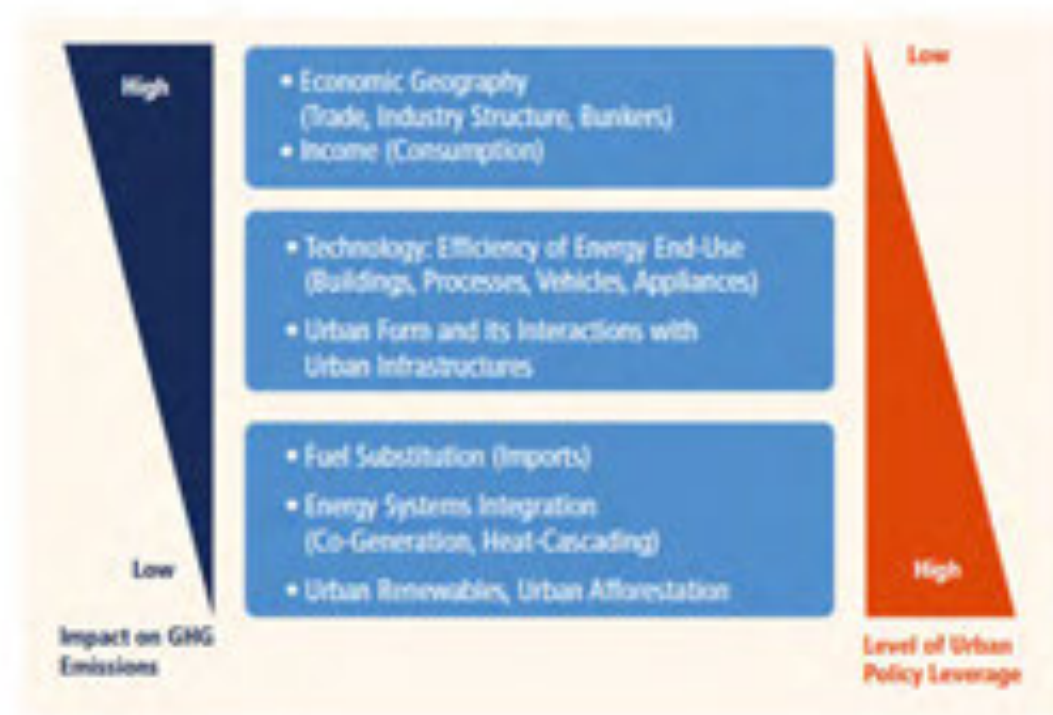 High
• Economic Geography
(Trade, Industry Structure, Bunkers)
• Income (Consumption)
Low
• Technology: Efficiency of Energy End-Use
(Buildings, Processes, Vehicles, Appliances)
• Urban Form and its Interactions with
Urban Infrastructures
• Fuel Substitution (Imports)
• Energy Systems Integration
(Co-Generation, Heat-Cascading)
• Urban Renewables, Urban Afforestation
Low
High
Impact on GHG
Emissions
Level of Urban
Policy Leverage